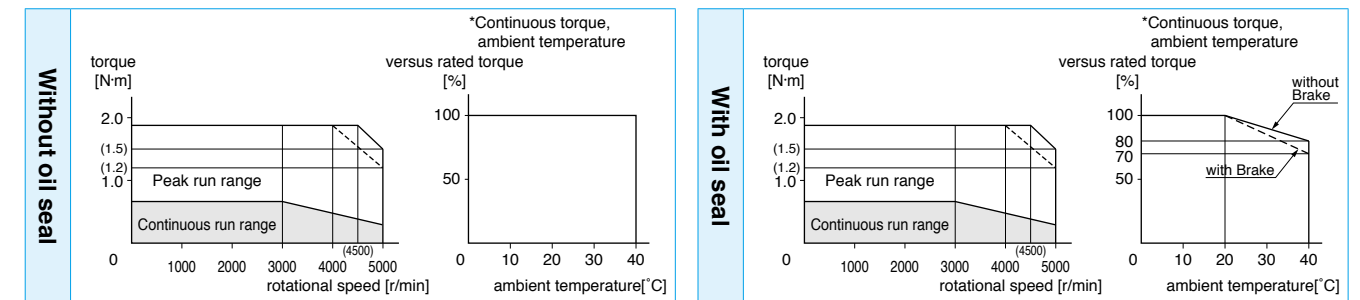 Without oil seal
torque
[N·m]
2.0
(1.5)
(1.2)
1.0
Peak run range
Continuous run range
0
1000
2000
3000
4000
(4500)
5000
rotational speed [r/min]
*Continuous torque,
ambient temperature
versus rated torque
[%]
100
50
0
10
20
30
40
ambient temperature[˚C]
With oil seal
torque
[N·m]
2.0
(1.5)
(1.2)
1.0
Peak run range
Continuous run range
0
1000
2000
3000
4000
(4500)
5000
rotational speed [r/min]
*Continuous torque,
ambient temperature
versus rated torque
[%]
without
Brake
100
80
70
50
with Brake
0
10
20
30
40
ambient temperature[˚C]